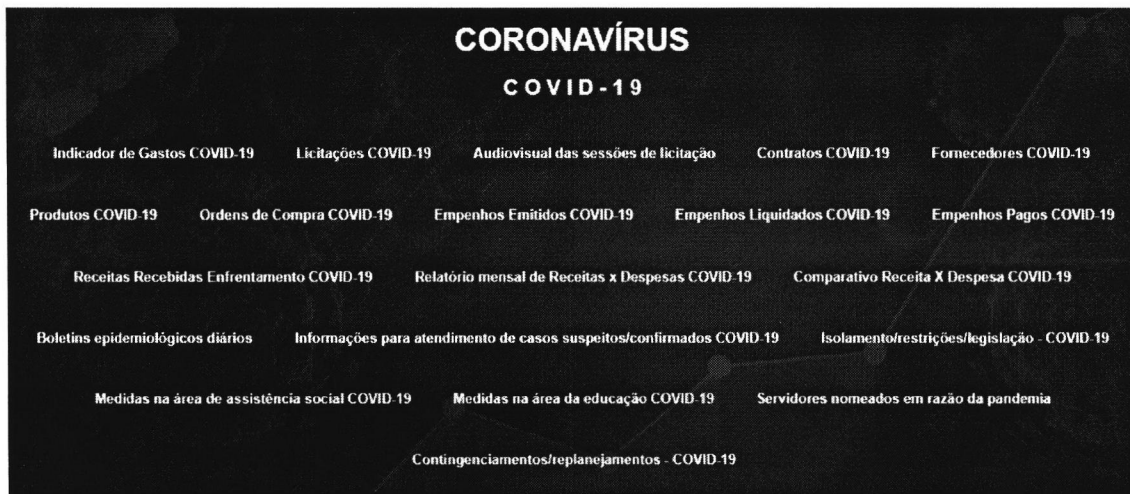 CORONAVÍRUS
COVID-19
Indicador de Gastos COVID-19 Licitações COVID-19 Audiovisual das sessões de licitação Contratos COVID-19 Fornecedores COVID-19
Produtos COVID-19 Ordens de Compra COVID-19 Empenhos Emitidos COVID-19 Empenhos Liquidados COVID-19 Empenhos Pagos COVID-19
Receitas Recebidas Enfrentamento COVID-19 Relatório mensal de Receitas x Despesas COVID-19 Comparativo Receita X Despesa COVID-19
Boletins epidemiológicos diários Informações para atendimento de casos suspeitos/confirmados COVID-19 Isolamento/restrições/legislação - COVID-19
Medidas na área de assistência social COVID-19 Medidas na área da educação COVID-19 Servidores nomeados em razão da pandemia
Contingenciamentos/replanejamentos - COVID-19